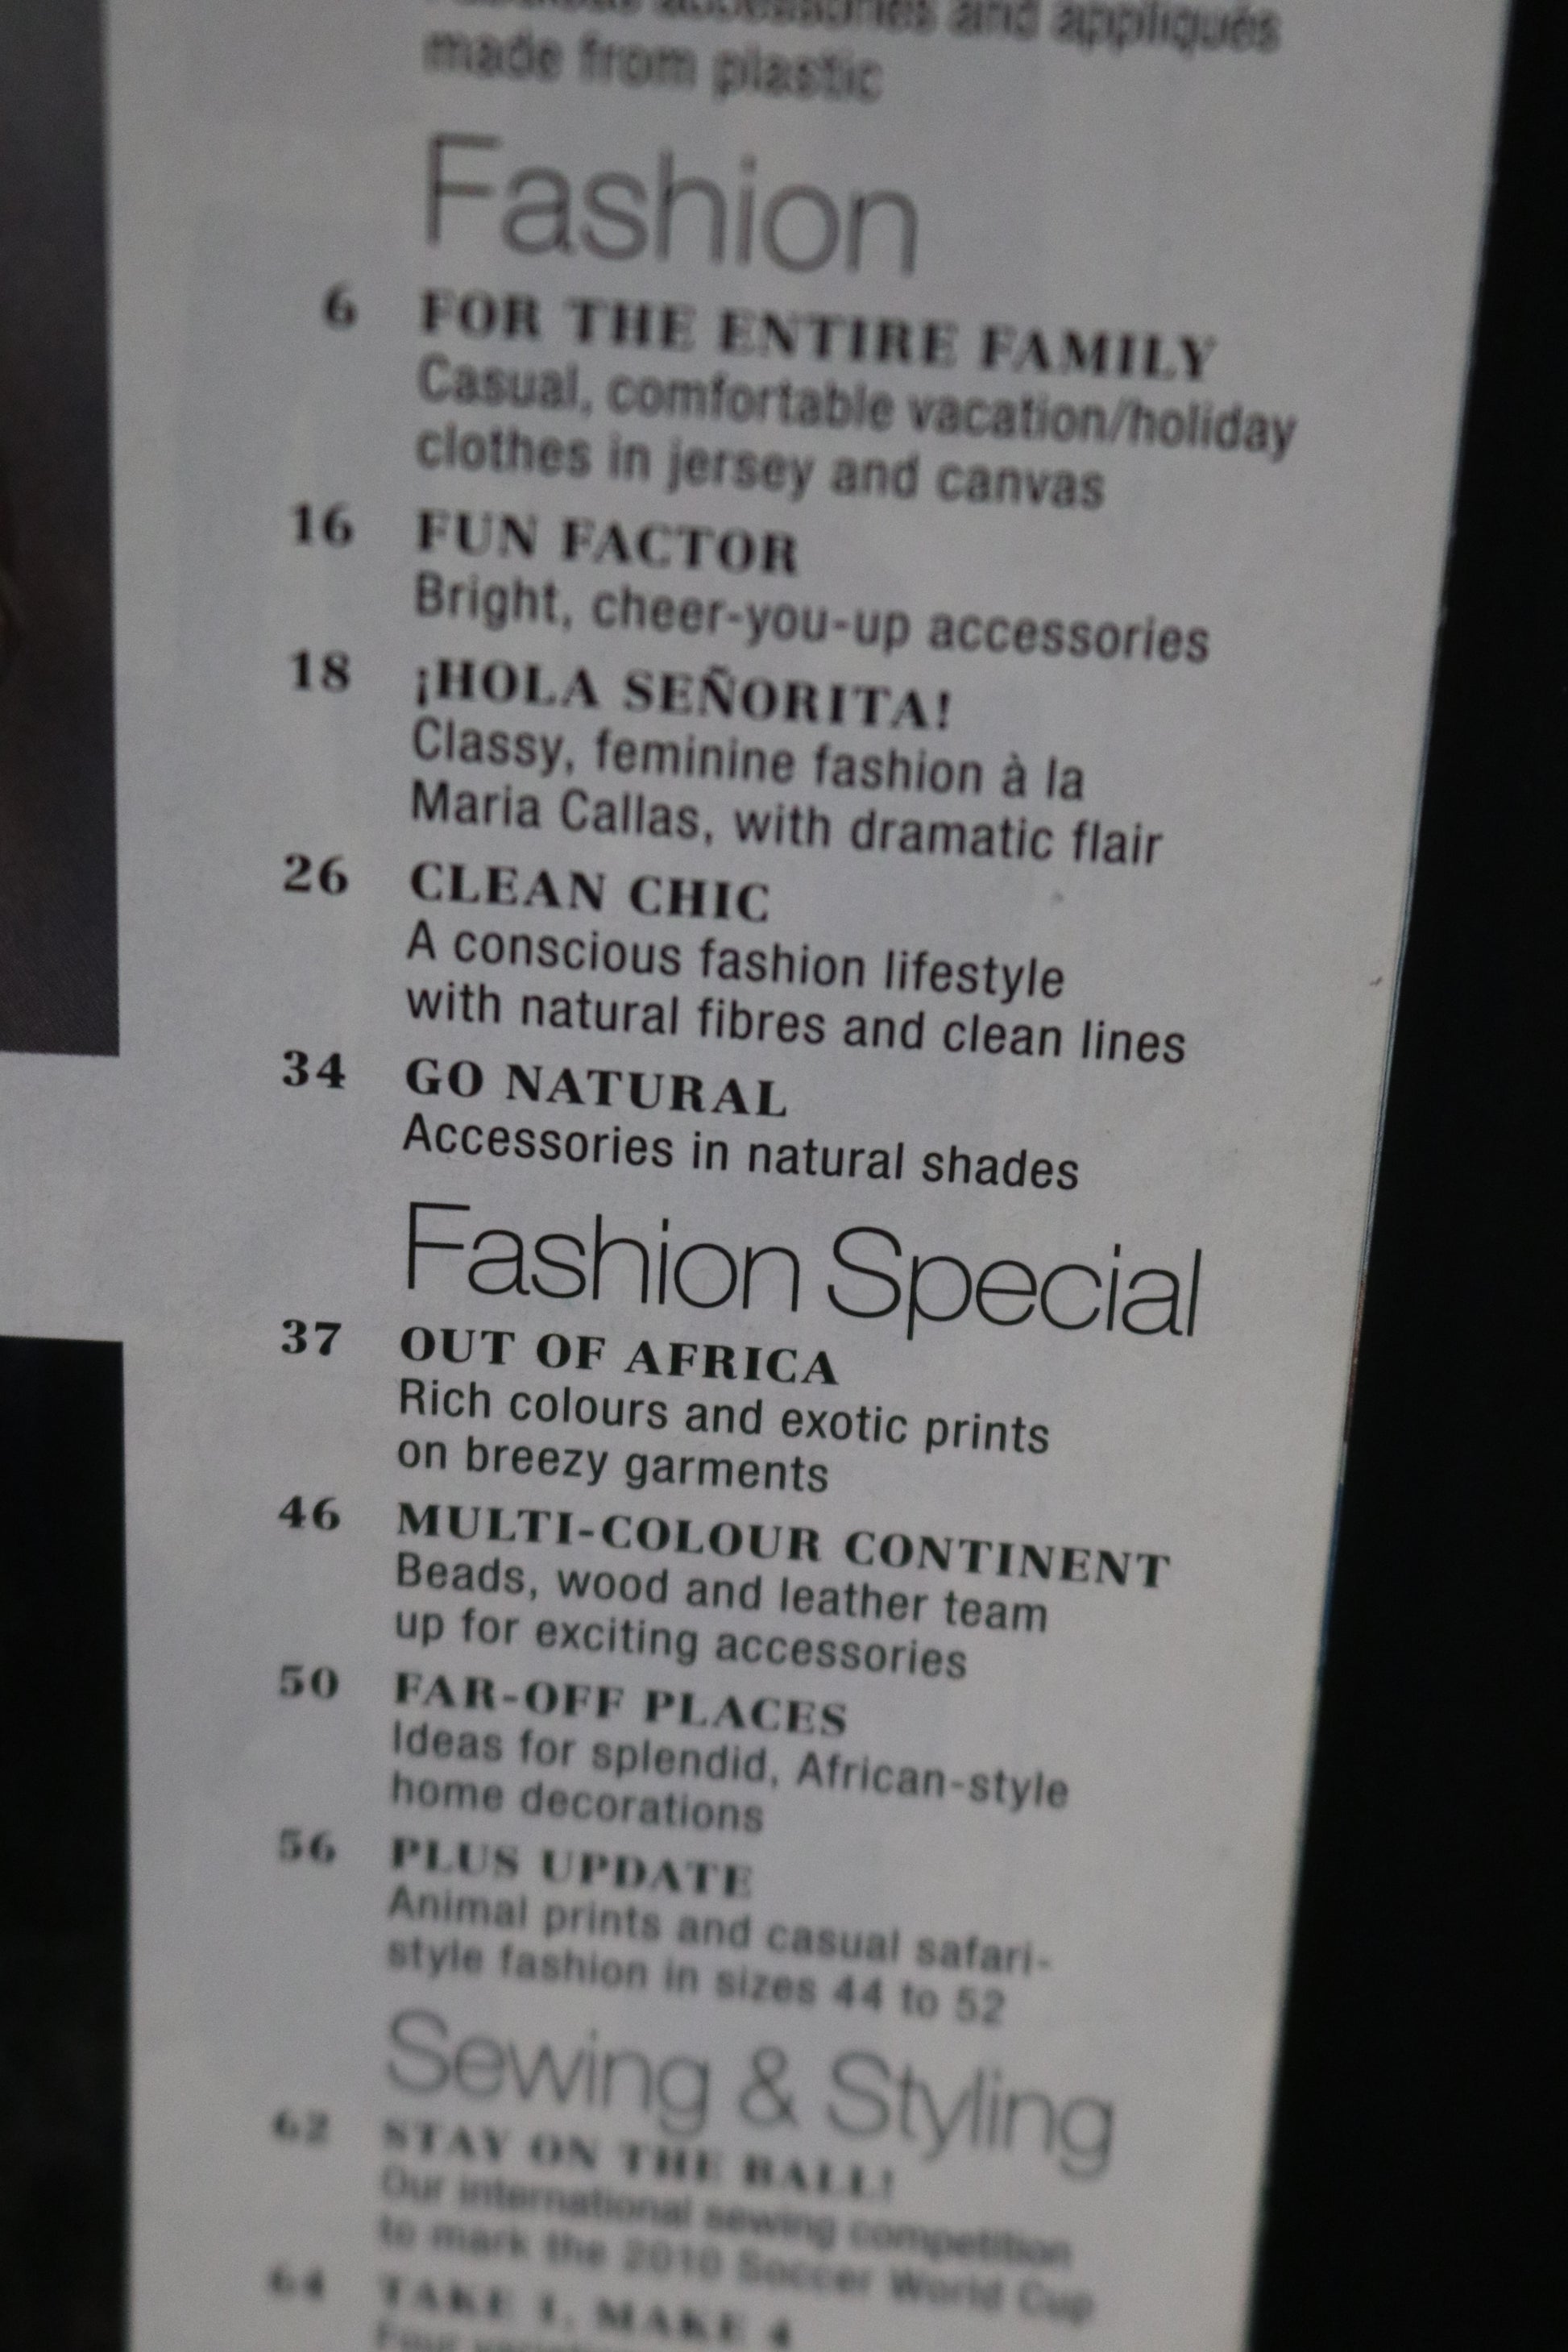 accessories and appliqués
made from plastic
Fashion
6 FOR THE ENTIRE FAMILY
Casual, comfortable vacation/holiday
clothes in jersey and canvas
16 FUN FACTOR
Bright, cheer-you-up accessories
18 ¡HOLA SEÑORITA!
Classy, feminine fashion à la
Maria Callas, with dramatic flair
26 CLEAN CHIC
A conscious fashion lifestyle
with natural fibres and clean lines
34 GO NATURAL
Accessories in natural shades
Fashion Special
37 OUT OF AFRICA
Rich colours and exotic prints
on breezy garments
46 MULTI-COLOUR CONTINENT
Beads, wood and leather team
up for exciting accessories
50 FAR-OFF PLACES
Ideas for splendid, African-style
home decorations
56 PLUS UPDATE
Animal prints and casual safari-
style fashion in sizes 44 to 52
Sewing & Styling
62 STAY ON THE BALL!
Our international sewing competition
to mark the 2010 Soccer World Cup
64 TAKE 1, MAKE 4
Four